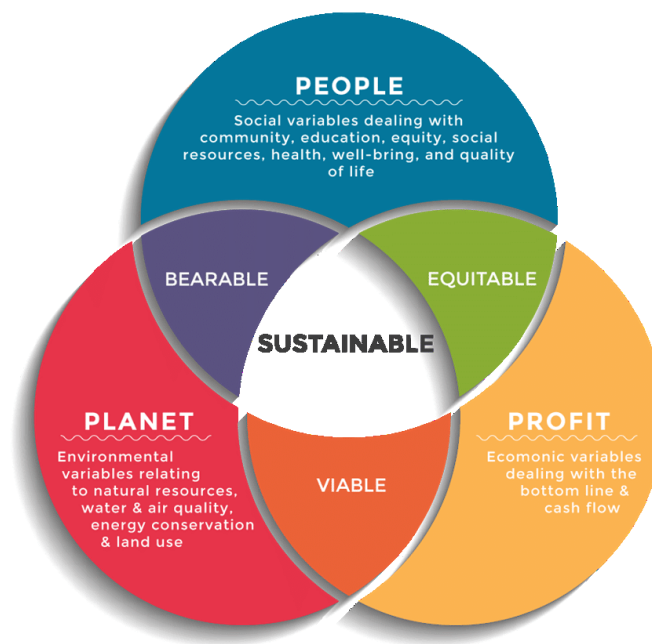 PEOPLE
Social variables dealing with
community, education, equity, social
resources, health, well-bring, and quality
of life
BEARABLE
EQUITABLE
SUSTAINABLE
PLANET
Environmental
variables relating
to natural resources,
water & air quality,
energy conservation
& land use
PROFIT
Ecomonic variables
dealing with the
bottom line &
cash flow
VIABLE